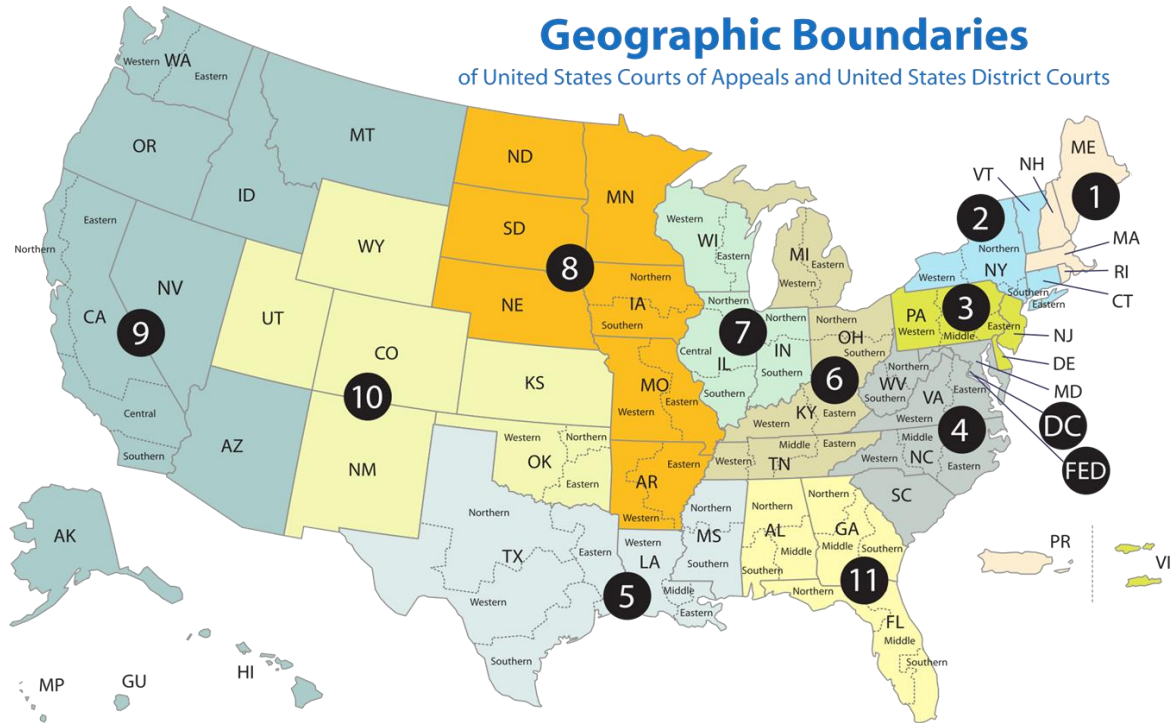 Geographic Boundaries
of United States Courts of Appeals and United States District Courts
WA
Western
Eastern
OR
ID
MT
WY
NV
CA
Northern
Eastern
Central
Southern
9
UT
CO
10
AZ
NM
ND
SD
NE
MN
8
IA
Northern
Southern
KS
MO
Western
Eastern
OK
Western
Northern
Eastern
AR
Eastern
Western
TX
Northern
Eastern
Western
Southern
LA
Western
Middle
Eastern
5
MS
Northern
Southern
WI
Western
Eastern
7
IL
Northern
Central
Southern
IN
Northern
Southern
MI
Eastern
Western
OH
Northern
Southern
6
KY
Western
Eastern
TN
Western
Middle
Eastern
AL
Northern
Middle
Southern
GA
Northern
Middle
Southern
11
FL
Northern
Middle
Southern
SC
NC
Western
Middle
Eastern
4
VA
Western
Eastern
WV
Northern
Southern
PA
Western
Middle
Eastern
3
NY
Western
Northern
Southern
Eastern
2
VT
NH
ME
1
MA
RI
CT
NJ
DE
MD
DC
FED
PR
VI
AK
HI
GU
MP